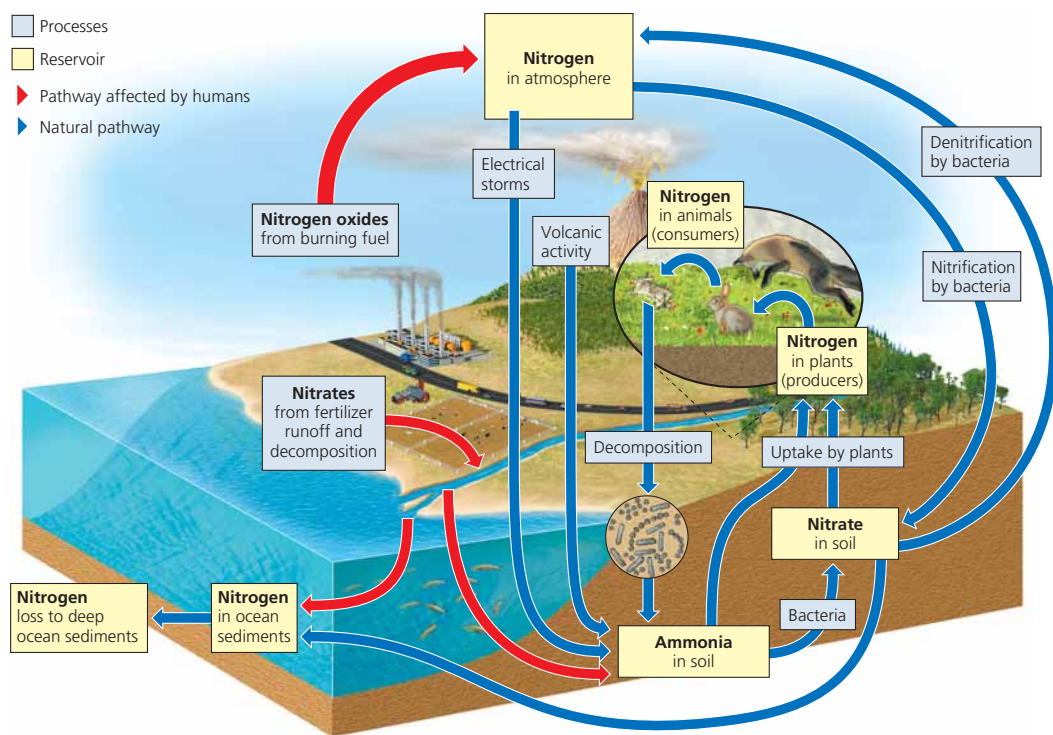 Processes
Reservoir
Pathway affected by humans
Natural pathway
Nitrogen
in atmosphere
Electrical
storms
Denitrification
by bacteria
Nitrogen oxides
from burning fuel
Volcanic
activity
Nitrogen
in animals
(consumers)
Nitrification
by bacteria
Nitrogen
in plants
(producers)
Nitrates
from fertilizer
runoff and
decomposition
Decomposition
Uptake by plants
Nitrate
in soil
Nitrogen
loss to deep
ocean sediments
Nitrogen
in ocean
sediments
Ammonia
in soil
Bacteria